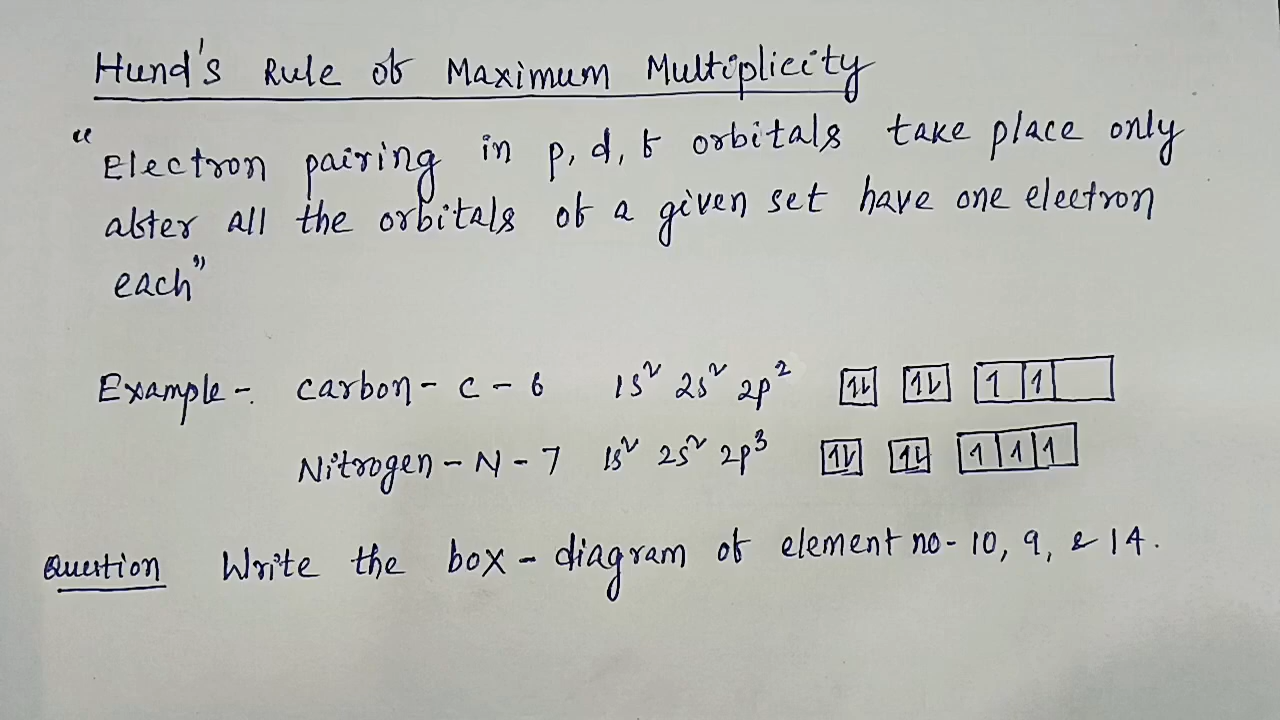 Hund's Rule of Maximum Multiplicity
"Electron pairing in p, d, f orbitals take place only
after all the orbitals of a given set have one electron
each"
Example - carbon - C - 6 1s² 2s² 2p² 1⇂ 1⇂ 1 1
Nitrogen - N - 7 1s² 2s² 2p³ 1⇂ 1⇂ 1 1 1
Question Write the box - diagram of element no - 10, 9, & 14.